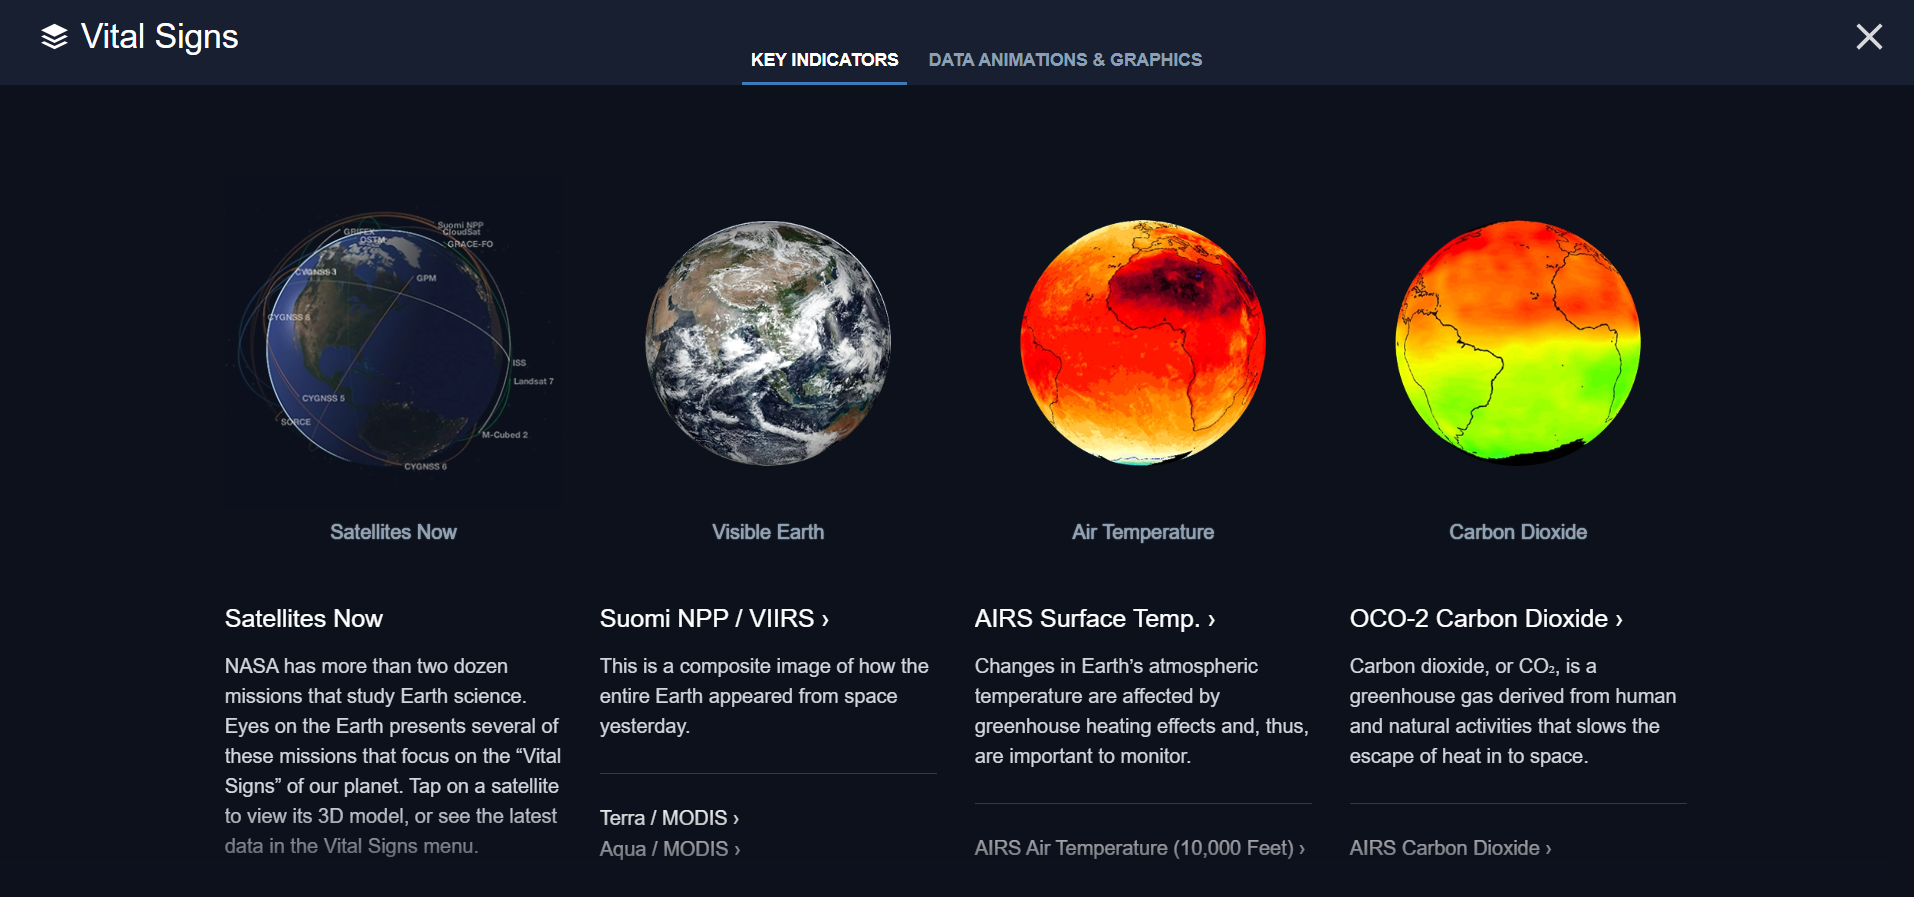 Vital Signs
KEY INDICATORS
DATA ANIMATIONS & GRAPHICS
Suomi NPP
CloudSat
GRIFEX
OSTM
GRACE-FO
GPM
CYGNSS 8
ISS
Landsat 7
CYGNSS 5
SORCE
M-Cubed 2
CYGNSS 6
Satellites Now
Visible Earth
Air Temperature
Carbon Dioxide
Satellites Now
NASA has more than two dozen
missions that study Earth science.
Eyes on the Earth presents several of
these missions that focus on the “Vital
Signs” of our planet. Tap on a satellite
to view its 3D model, or see the latest
data in the Vital Signs menu.
Suomi NPP / VIIRS ›
This is a composite image of how the
entire Earth appeared from space
yesterday.
Terra / MODIS ›
Aqua / MODIS ›
AIRS Surface Temp. ›
Changes in Earth’s atmospheric
temperature are affected by
greenhouse heating effects and, thus,
are important to monitor.
AIRS Air Temperature (10,000 Feet) ›
OCO-2 Carbon Dioxide ›
Carbon dioxide, or CO₂, is a
greenhouse gas derived from human
and natural activities that slows the
escape of heat in to space.
AIRS Carbon Dioxide ›